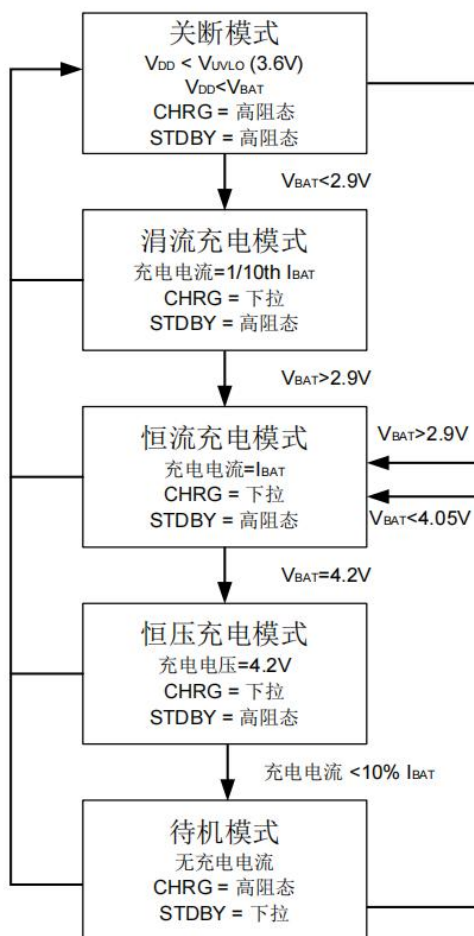 关断模式
VDD < VUVLO (3.6V)
VDD<VBAT
CHRG = 高阻态
STDBY = 高阻态
VBAT<2.9V
涓流充电模式
充电电流=1/10th IBAT
CHRG = 下拉
STDBY = 高阻态
VBAT>2.9V
恒流充电模式
充电电流=IBAT
CHRG = 下拉
STDBY = 高阻态
VBAT>2.9V
VBAT<4.05V
VBAT=4.2V
恒压充电模式
充电电压=4.2V
CHRG = 下拉
STDBY = 高阻态
充电电流 <10% IBAT
待机模式
无充电电流
CHRG = 高阻态
STDBY = 下拉